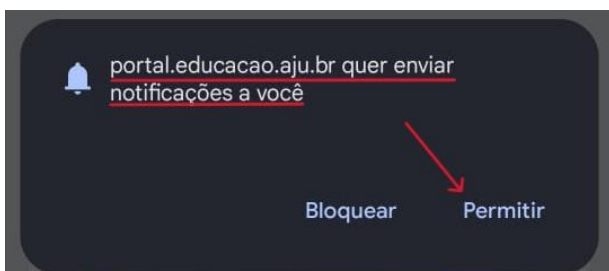 portal.educacao.aju.br quer enviar
notificações a você
Bloquear Permitir